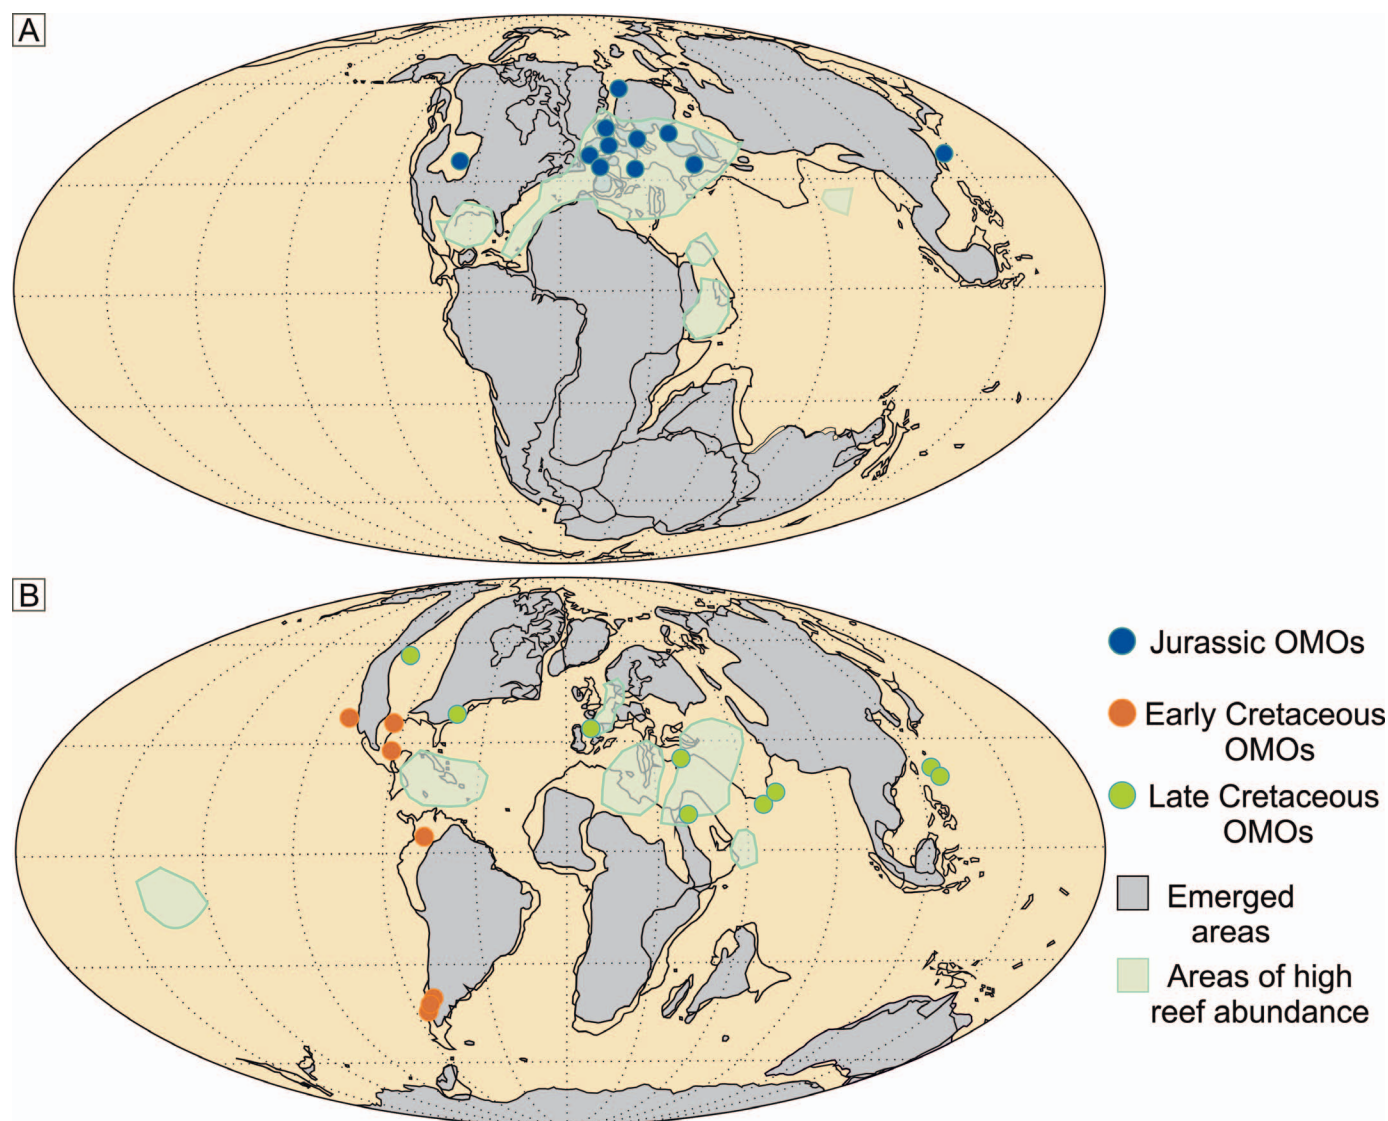 A
B
Jurassic OMOs
Early Cretaceous
OMOs
Late Cretaceous
OMOs
Emerged
areas
Areas of high
reef abundance